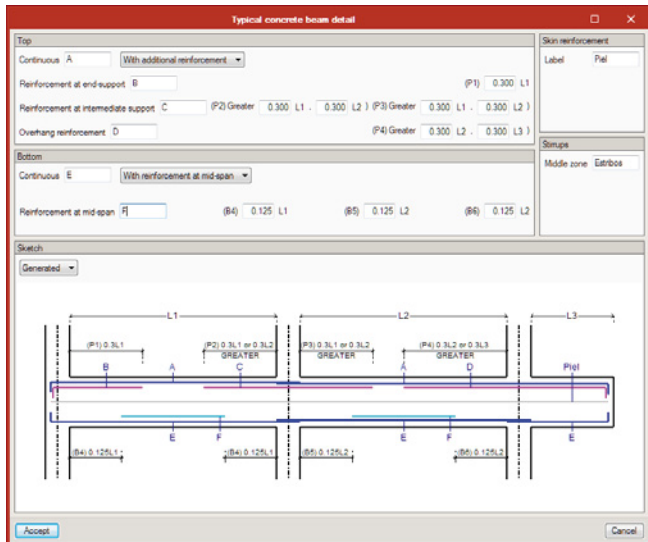 Typical concrete beam detail
Top
Continuous A With additional reinforcement
Reinforcement at end-support B (P1) 0.300 L1
Reinforcement at intermediate support C (P2) Greater 0.300 L1 . 0.300 L2 ) (P3) Greater 0.300 L1 . 0.300 L2 )
Overhang reinforcement D (P4) Greater 0.300 L2 . 0.300 L3 )
Skin reinforcement
Label Piel
Bottom
Continuous E With reinforcement at mid-span
Reinforcement at mid-span F (B4) 0.125 L1 (B5) 0.125 L2 (B6) 0.125 L2
Stirrups
Middle zone Estribos
Sketch
Generated
L1 L2 L3
(P1) 0.3L1 (P2) 0.3L1 or 0.3L2 (P3) 0.3L1 or 0.3L2 (P4) 0.3L2 or 0.3L3
GREATER GREATER GREATER
B A C A D Piel
E F E F E
(B4) 0.125L1 (B4) 0.125L1 (B5) 0.125L2 (B6) 0.125L2
Accept Cancel